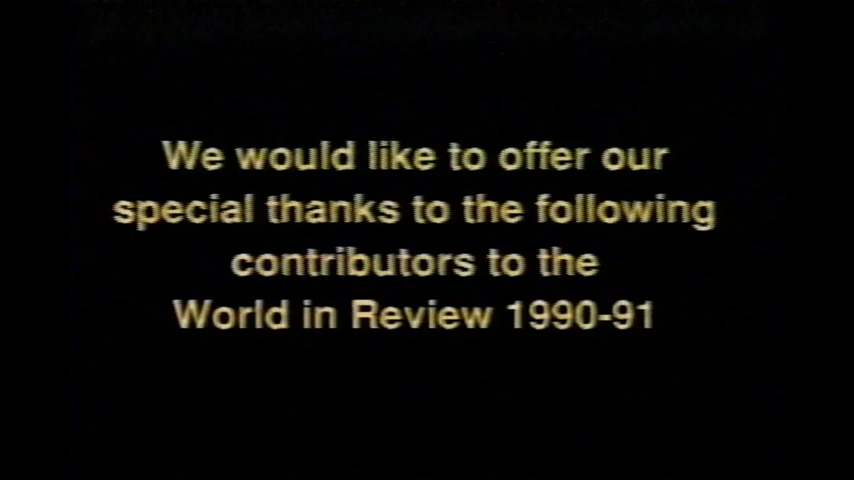 We would like to offer our
special thanks to the following
contributors to the
World in Review 1990-91